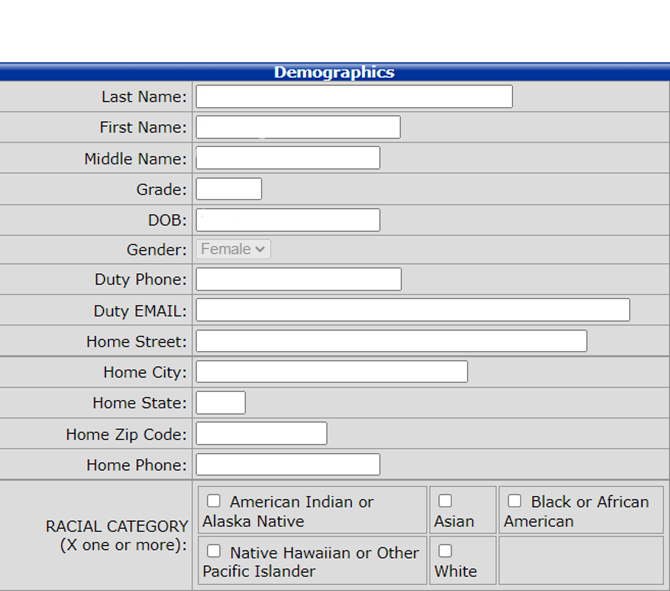 Demographics
Last Name:
First Name:
Middle Name:
Grade:
DOB:
Gender: Female
Duty Phone:
Duty EMAIL:
Home Street:
Home City:
Home State:
Home Zip Code:
Home Phone:
RACIAL CATEGORY
(X one or more):
American Indian or
Alaska Native
Asian
Black or African
American
Native Hawaiian or Other
Pacific Islander
White